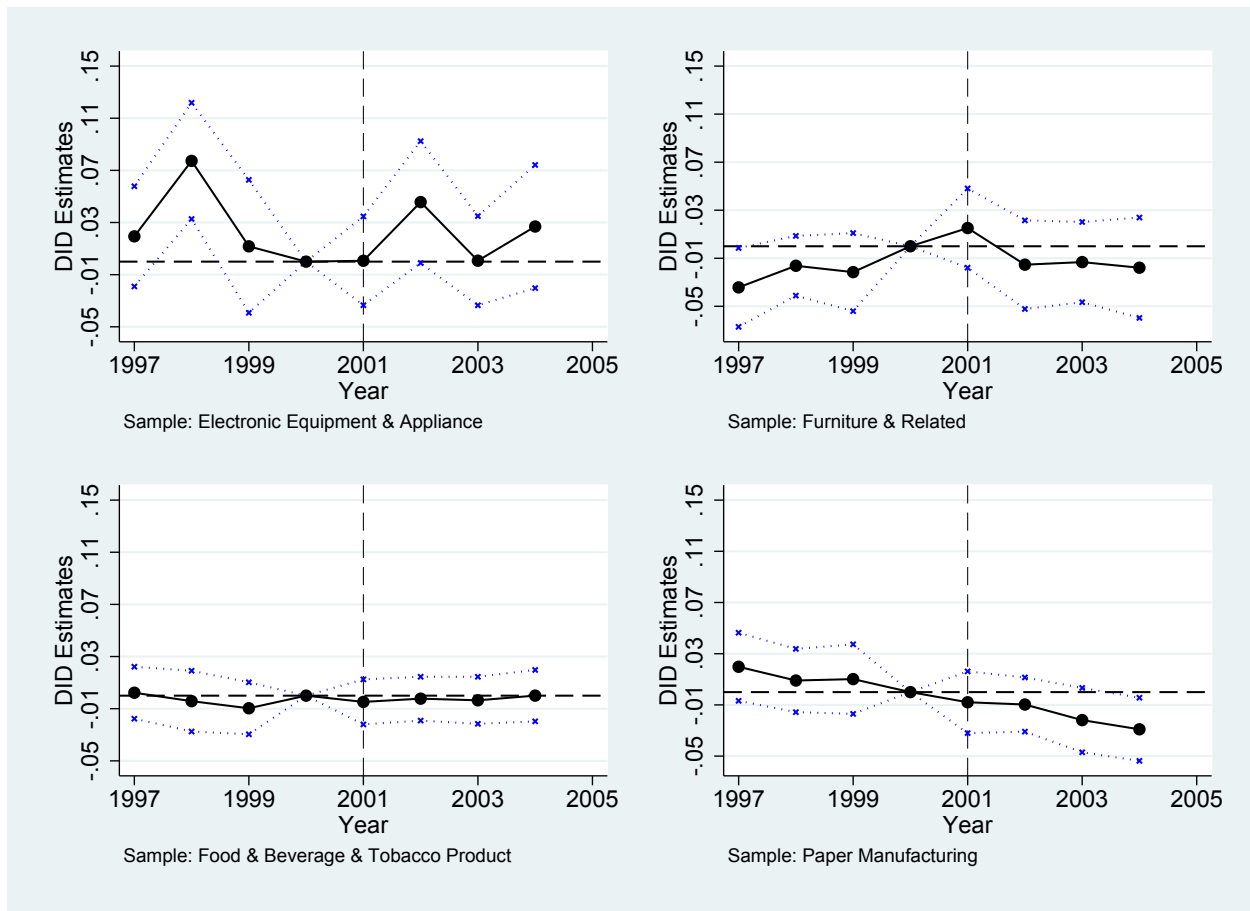 DID Estimates
.15
.11
.07
.03
-.01
-.05
1997 1999 2001 2003 2005
Year
Sample: Electronic Equipment & Appliance
DID Estimates
.15
.11
.07
.03
-.01
-.05
1997 1999 2001 2003 2005
Year
Sample: Furniture & Related
DID Estimates
.15
.11
.07
.03
-.01
-.05
1997 1999 2001 2003 2005
Year
Sample: Food & Beverage & Tobacco Product
DID Estimates
.15
.11
.07
.03
-.01
-.05
1997 1999 2001 2003 2005
Year
Sample: Paper Manufacturing